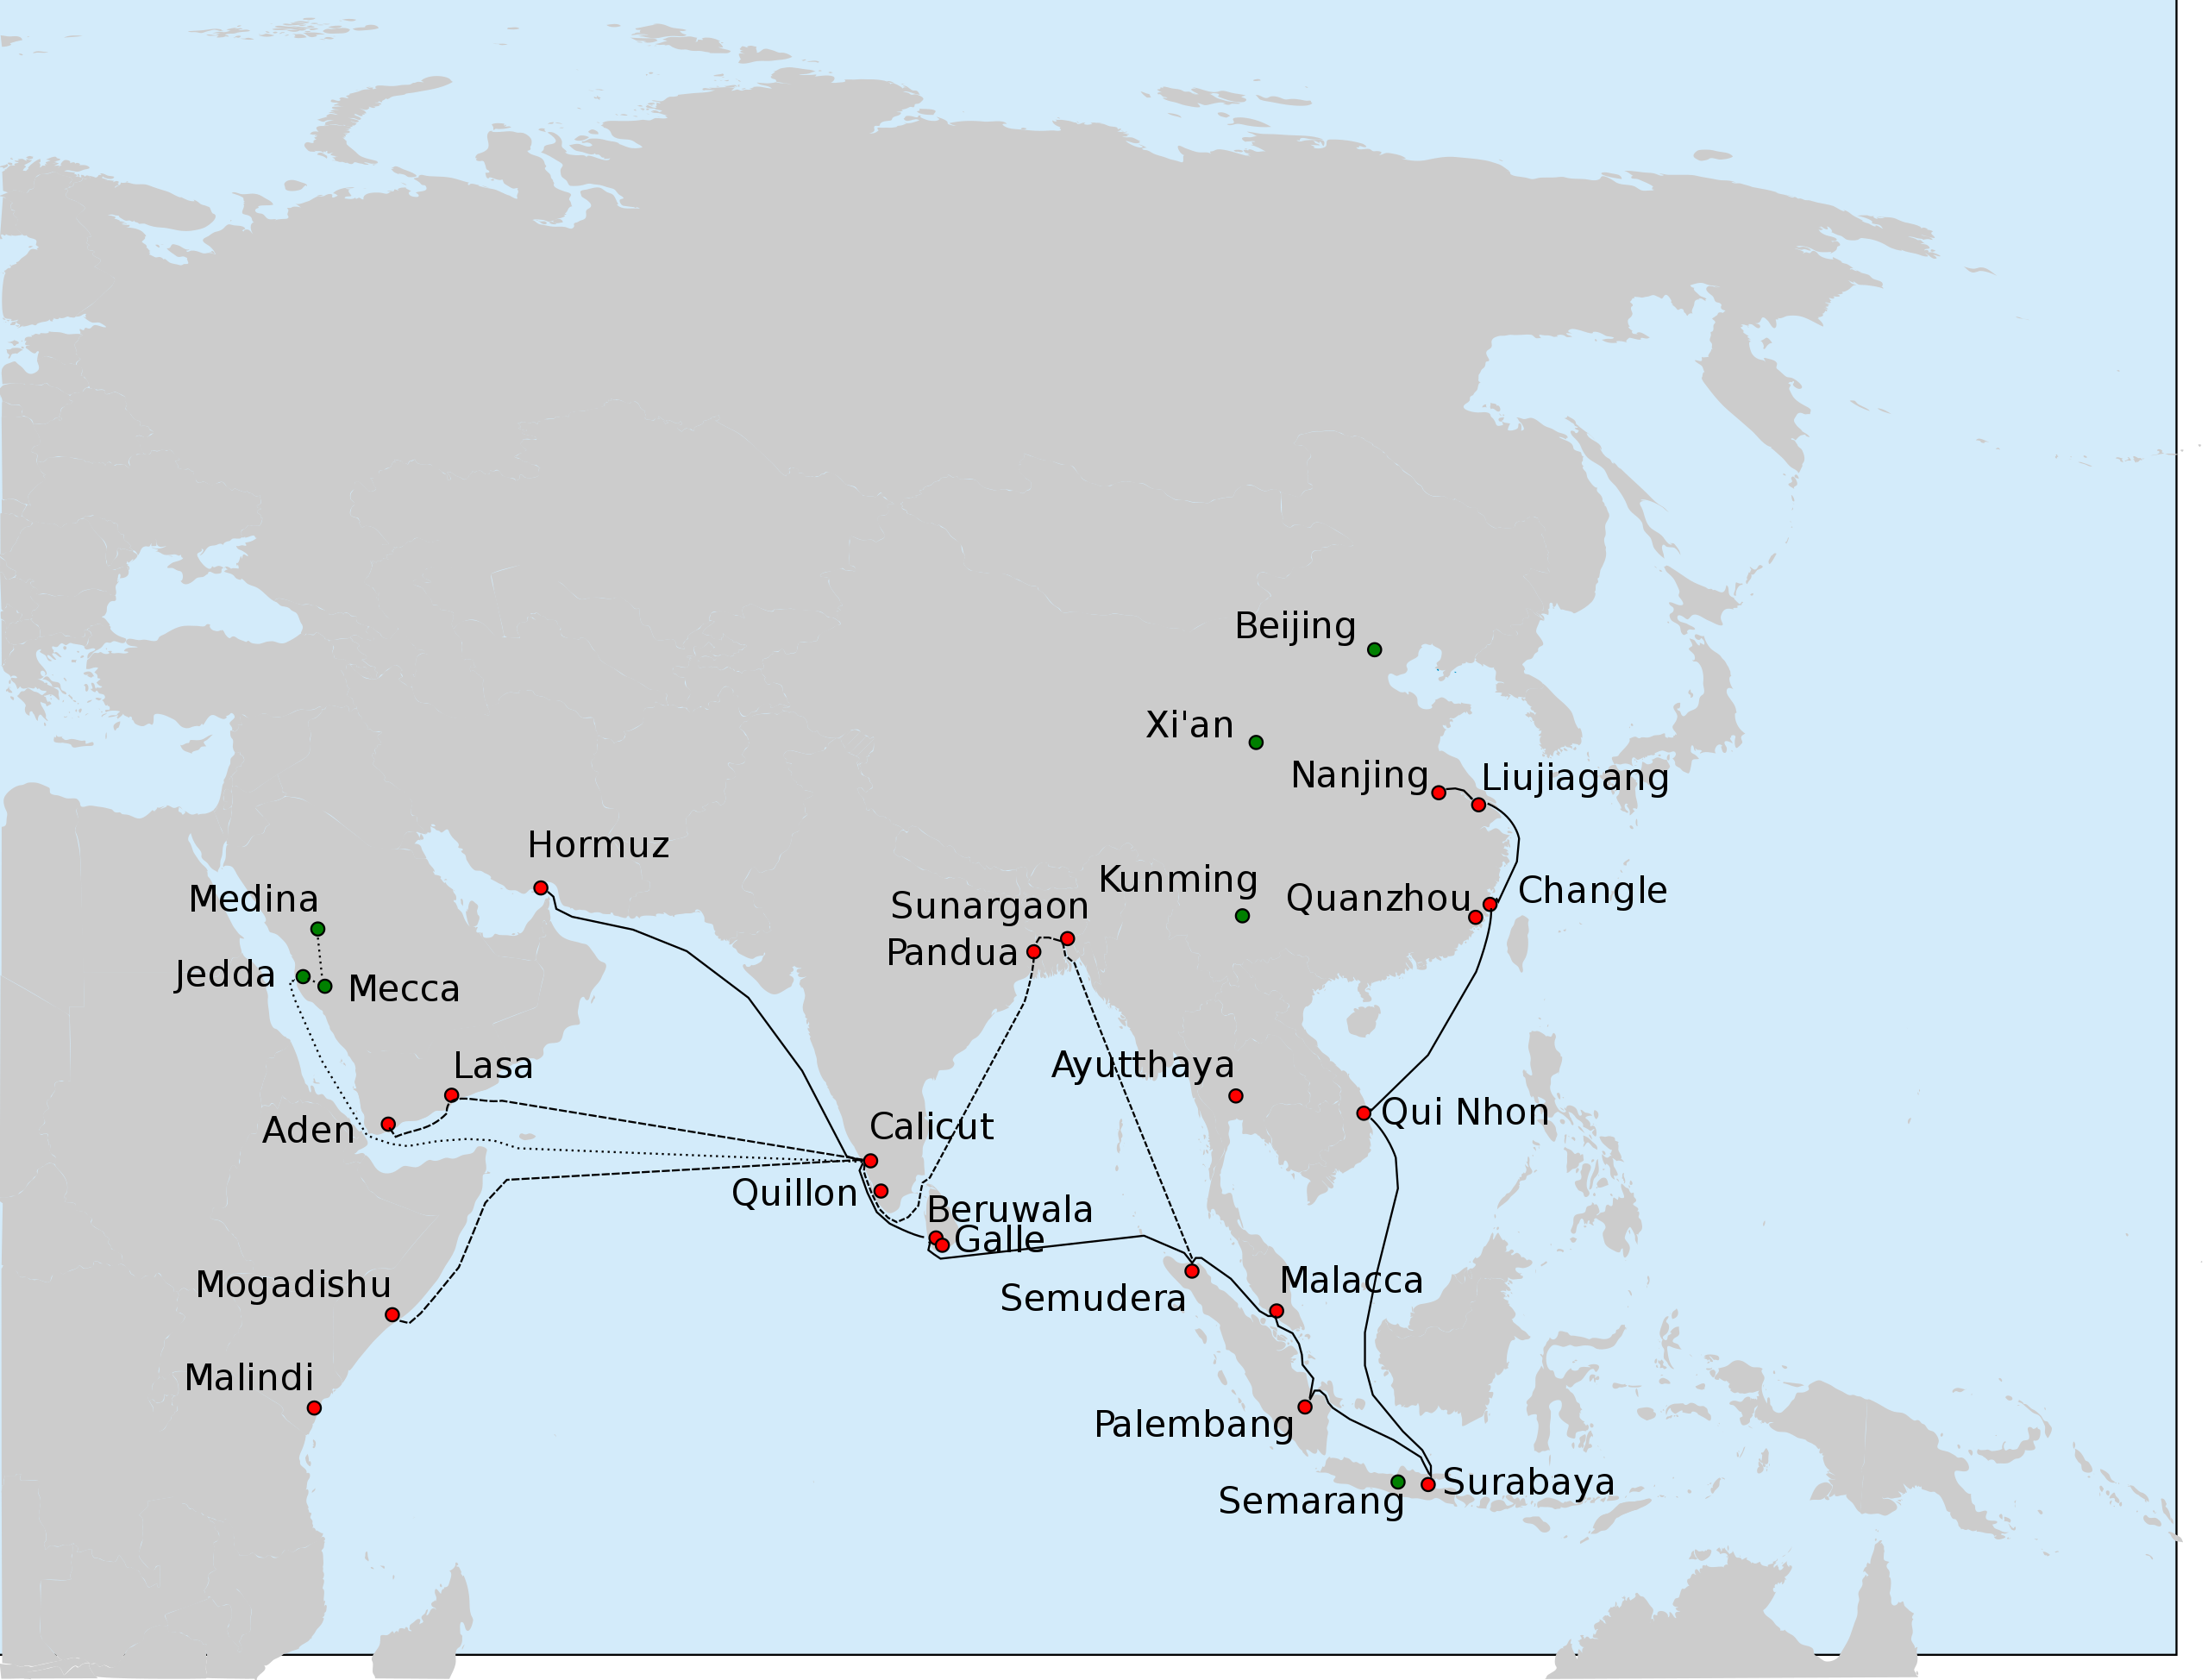 Beijing
Xi'an
Nanjing
Liujiagang
Hormuz
Kunming
Medina
Sunargaon
Quanzhou
Changle
Pandua
Jedda
Mecca
Lasa
Ayutthaya
Aden
Calicut
Qui Nhon
Quillon
Beruwala
Galle
Mogadishu
Semudera
Malacca
Malindi
Palembang
Surabaya
Semarang